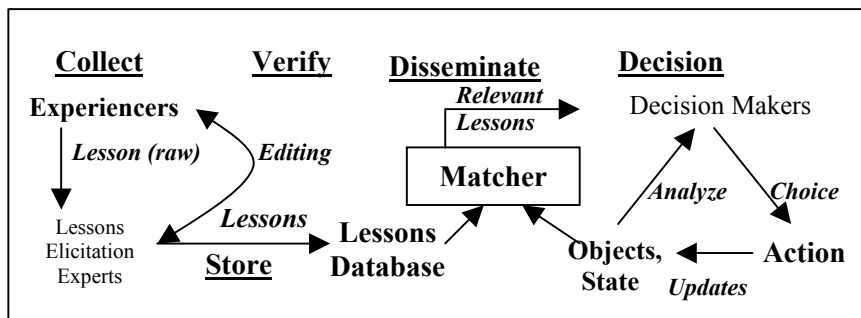 Collect
Verify
Disseminate
Decision
Experiencers
Relevant
Lessons
Decision Makers
Lesson (raw)
Editing
Matcher
Analyze
Choice
Lessons
Elicitation
Experts
Lessons
Store
Lessons
Database
Objects,
State
Updates
Action